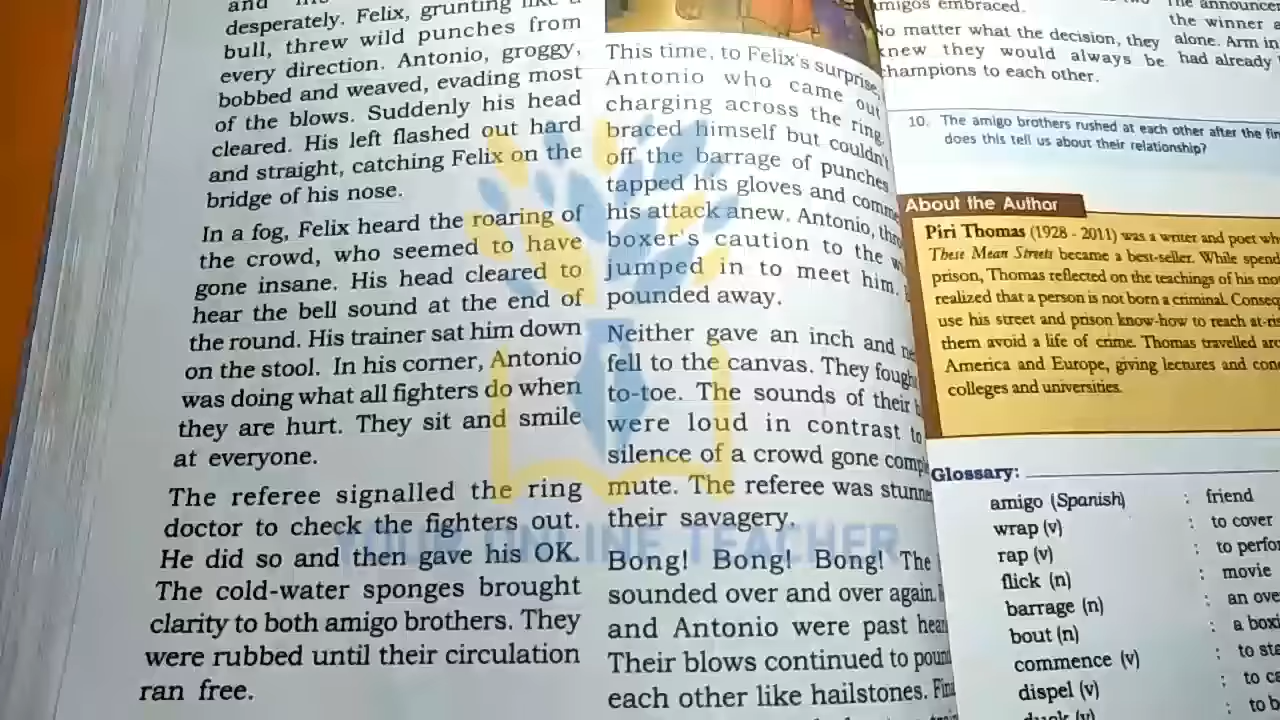 and
desperately. Felix, grunting like a
bull, threw wild punches from
every direction. Antonio, groggy,
bobbed and weaved, evading most
of the blows. Suddenly his head
cleared. His left flashed out hard
and straight, catching Felix on the
bridge of his nose.
In a fog, Felix heard the roaring of
the crowd, who seemed to have
gone insane. His head cleared to
hear the bell sound at the end of
the round. His trainer sat him down
on the stool. In his corner, Antonio
was doing what all fighters do when
they are hurt. They sit and smile
at everyone.
The referee signalled the ring
doctor to check the fighters out.
He did so and then gave his OK.
The cold-water sponges brought
clarity to both amigo brothers. They
were rubbed until their circulation
ran free.
This time, to Felix's surprise,
Antonio who came out
charging across the ring.
braced himself but couldn't
off the barrage of punches
tapped his gloves and
his attack anew. Antonio,
boxer's caution to the
jumped in to meet him.
pounded away.
Neither gave an inch and
fell to the canvas. They
to-toe. The sounds of their
were loud in contrast to
silence of a crowd gone
mute. The referee was
their savagery.
Bong! Bong! Bong! The
sounded over and over again.
and Antonio were past
Their blows continued to
each other like hailstones.
amigos embraced.
No matter what the decision, they
knew they would always be
champions to each other.
the winner
alone. Arm in
had already
10. The amigo brothers rushed at each other after the
does this tell us about their relationship?
About the Author
Piri Thomas (1928 - 2011) was a writer and poet
These Mean Streets became a best-seller. While
prison, Thomas reflected on the teachings of his
realized that a person is not born a criminal.
use his street and prison know-how to reach
them avoid a life of crime. Thomas travelled
America and Europe, giving lectures and
colleges and universities.
Glossary:
amigo (Spanish) : friend
wrap (v) : to cover
rap (v) : to
flick (n) : movie
barrage (n) : an
bout (n) : a
commence (v) : to
dispel (v) : to
(v) : to
YOUR ONLINE TEACHER